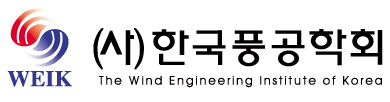 WEIK
(사)한국풍공학회
The Wind Engineering Institute of Korea